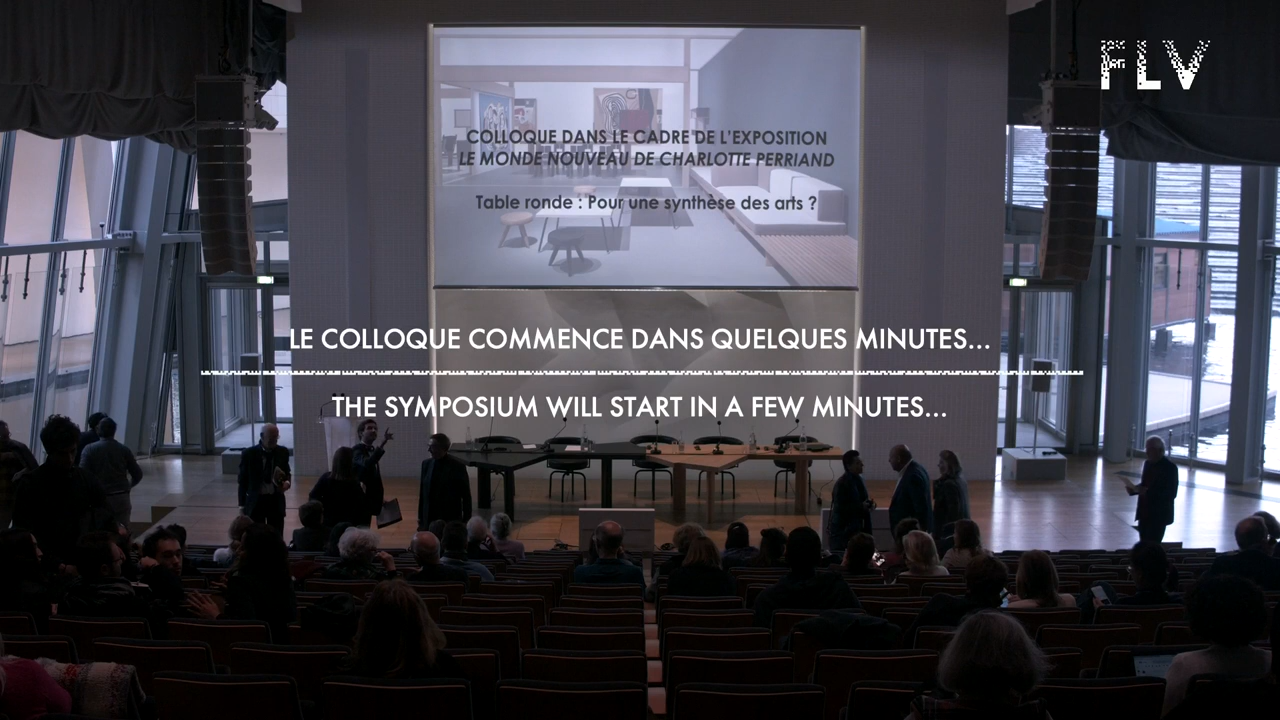 FLV
COLLOQUE DANS LE CADRE DE L'EXPOSITION
LE MONDE NOUVEAU DE CHARLOTTE PERRIAND
Table ronde : Pour une synthèse des arts ?
LE COLLOQUE COMMENCE DANS QUELQUES MINUTES...
THE SYMPOSIUM WILL START IN A FEW MINUTES...